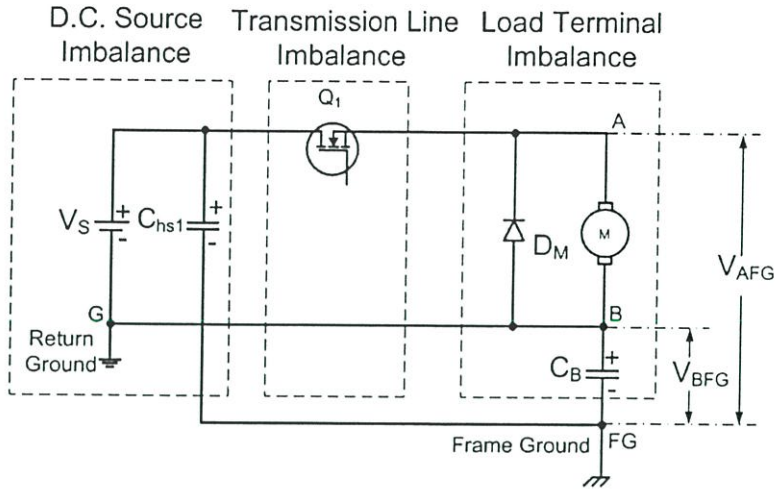 D.C. Source
Imbalance
Transmission Line
Imbalance
Load Terminal
Imbalance
Q1
A
VS
+
-
Chs1
+
-
DM
M
VAFG
G
B
Return
Ground
CB
+
-
VBFG
Frame Ground
FG